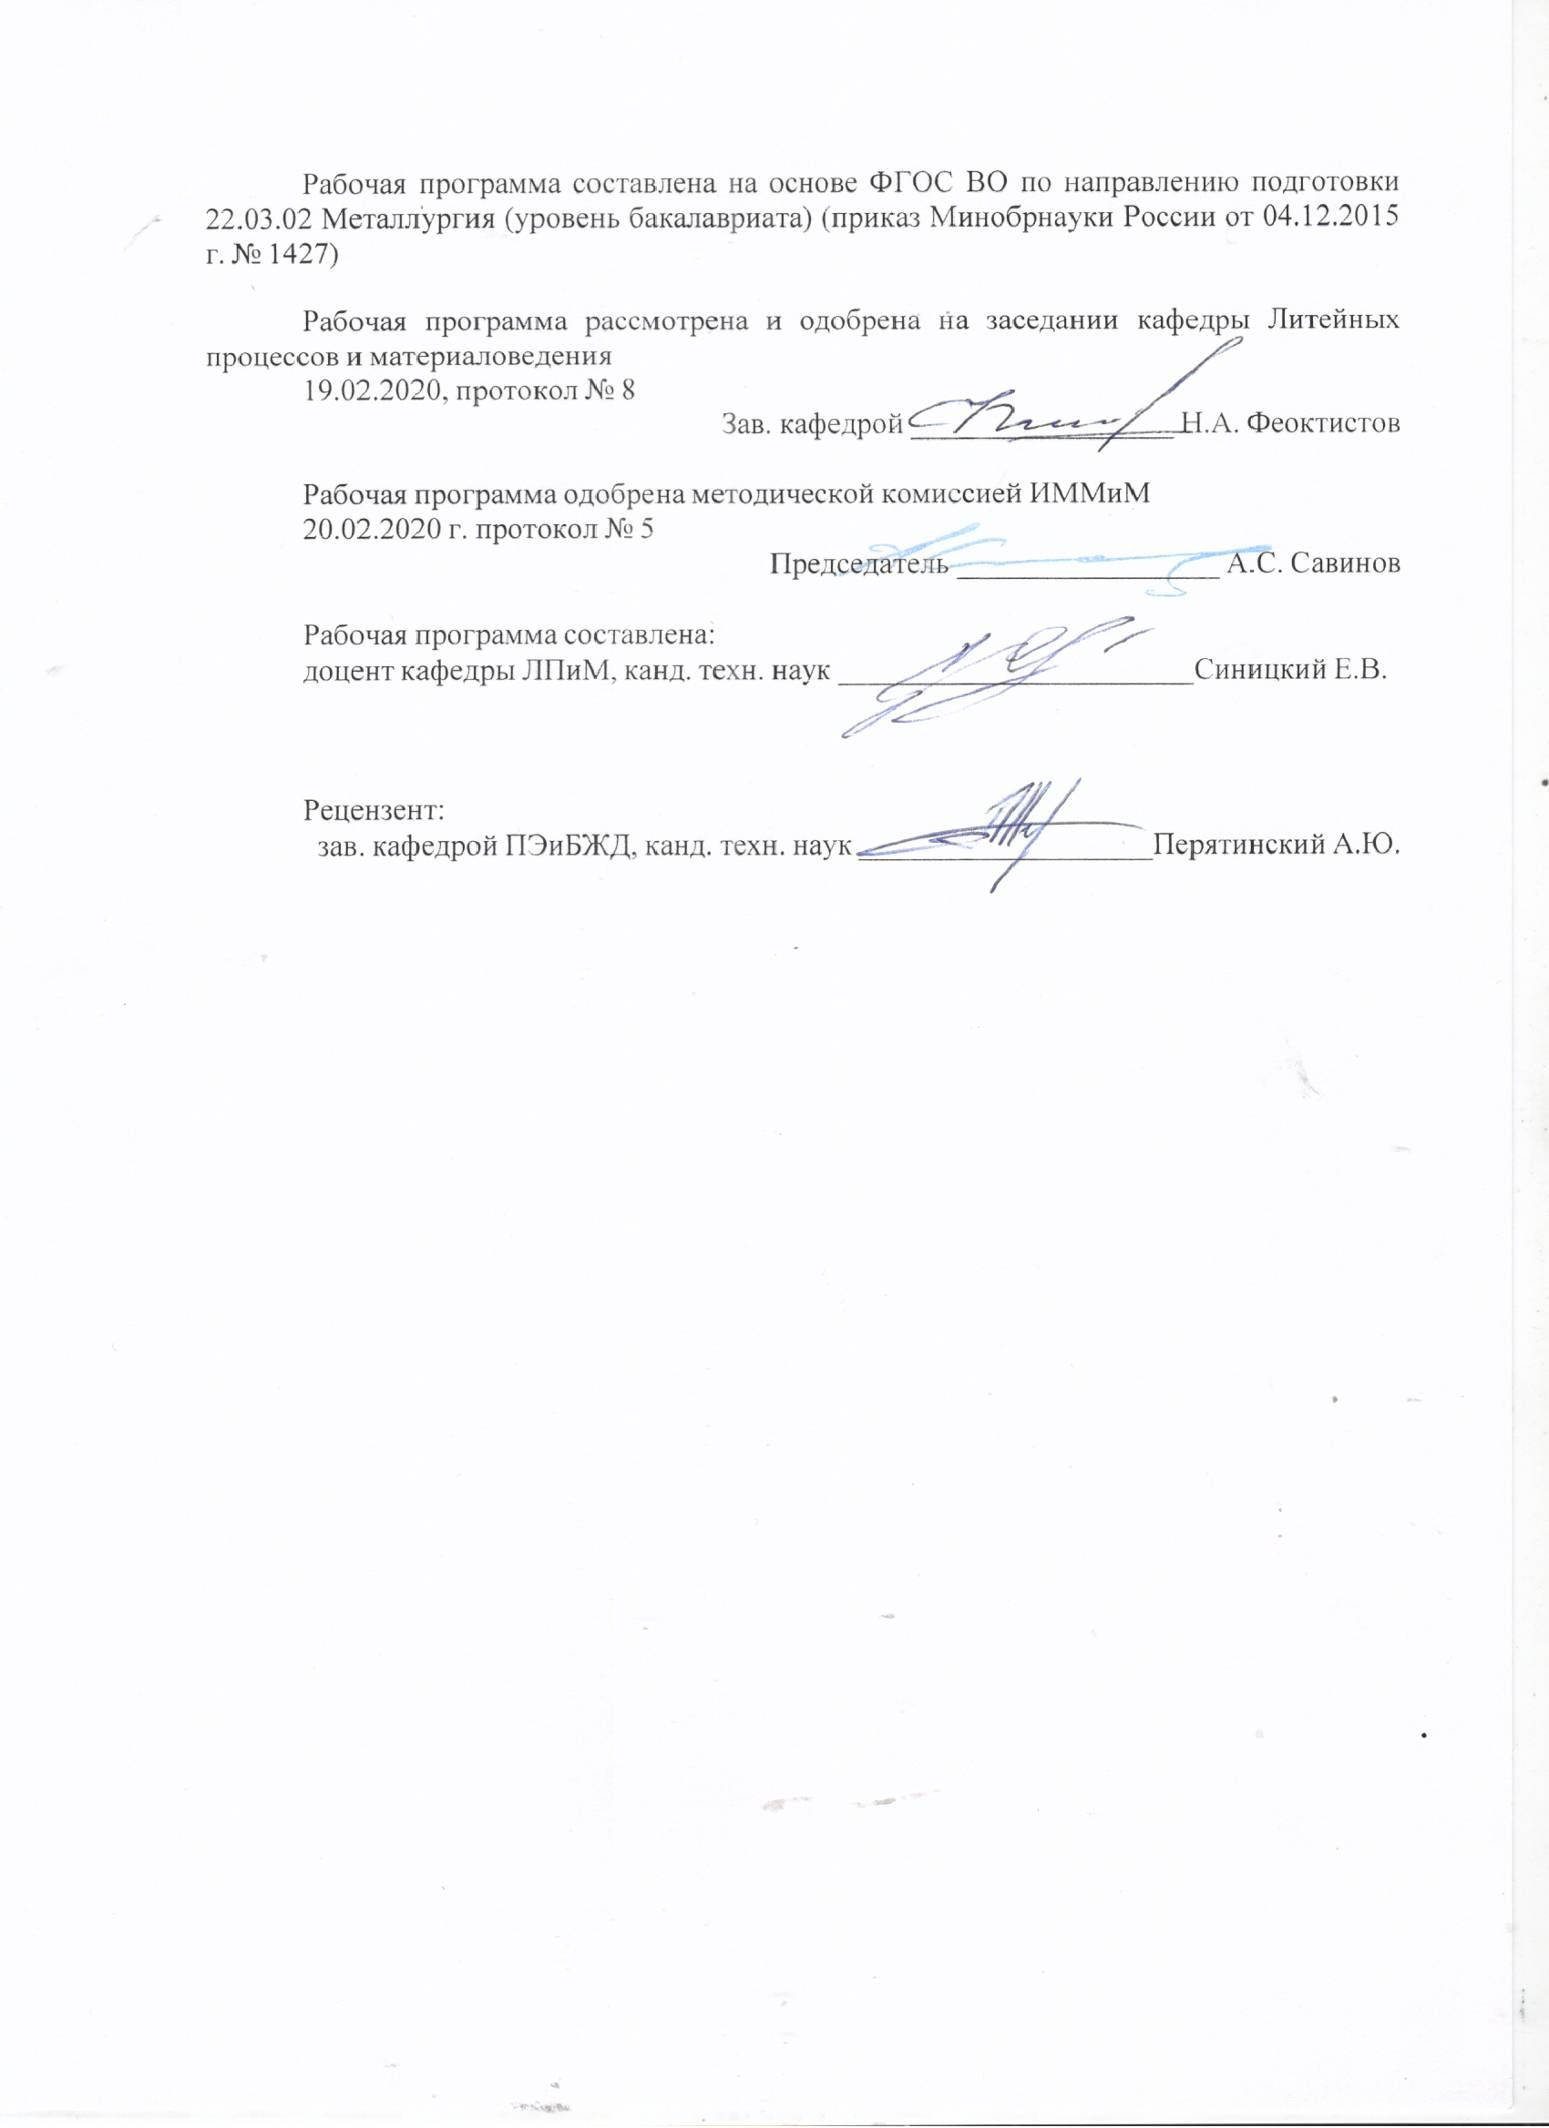 Рабочая программа составлена на основе ФГОС ВО по направлению подготовки
22.03.02 Металлургия (уровень бакалавриата) (приказ Минобрнауки России от 04.12.2015
г. № 1427)
Рабочая программа рассмотрена и одобрена на заседании кафедры Литейных
процессов и материаловедения
19.02.2020, протокол № 8
Зав. кафедрой Н.А. Феоктистов
Рабочая программа одобрена методической комиссией ИММиМ
20.02.2020 г. протокол № 5
Председатель А.С. Савинов
Рабочая программа составлена:
доцент кафедры ЛПиМ, канд. техн. наук Синицкий Е.В.
Рецензент:
зав. кафедрой ПЭиБЖД, канд. техн. наук Перятинский А.Ю.